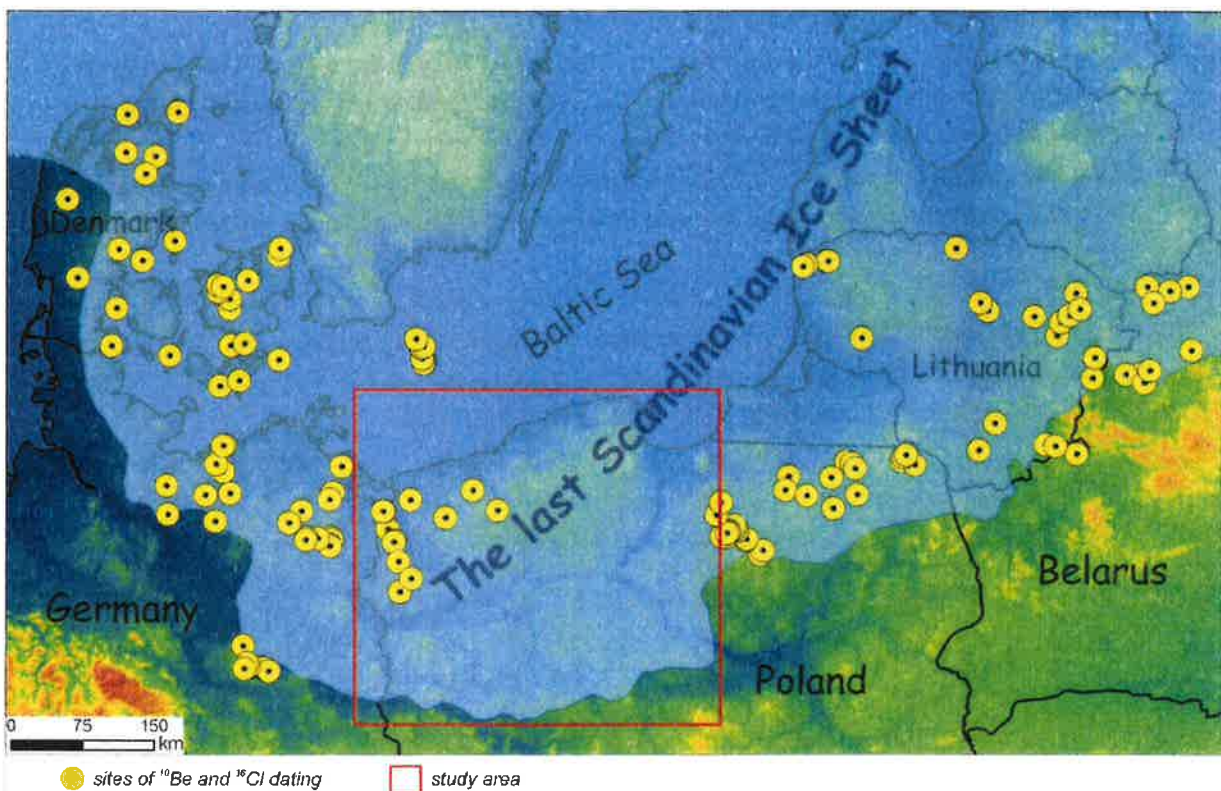 Denmark
Baltic Sea
The last Scandinavian Ice Sheet
Lithuania
Germany
Belarus
Poland
0 75 150
km
sites of ¹⁰Be and ³⁶Cl dating
study area